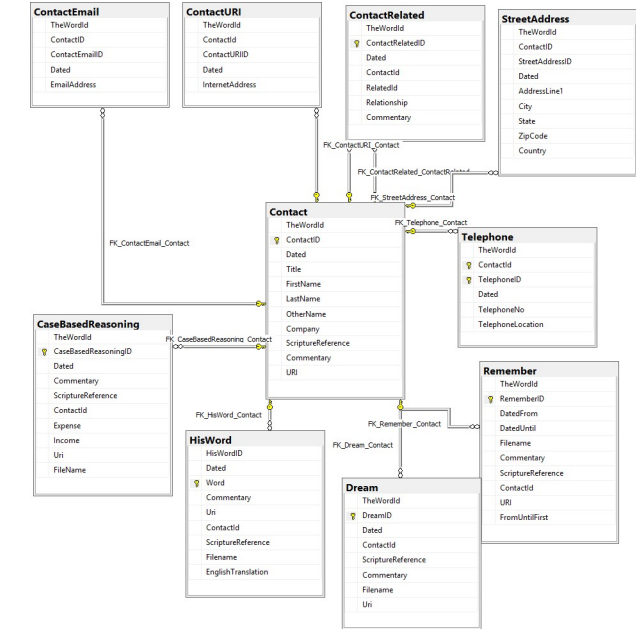 ContactEmail
TheWordId
ContactID
ContactEmailID
Dated
EmailAddress
ContactURI
TheWordId
ContactId
ContactURIID
Dated
InternetAddress
ContactRelated
TheWordId
ContactRelatedID
Dated
ContactId
RelatedId
Relationship
Commentary
StreetAddress
TheWordId
ContactID
StreetAddressID
Dated
AddressLine1
City
State
ZipCode
Country
FK_ContactURI_Contact
FK_ContactRelated_ContactRelated
FK_StreetAddress_Contact
FK_Telephone_Contact
FK_ContactEmail_Contact
Contact
TheWordId
ContactID
Dated
Title
FirstName
LastName
OtherName
Company
ScriptureReference
Commentary
URI
Telephone
TheWordId
ContactId
TelephoneID
Dated
TelephoneNo
TelephoneLocation
CaseBasedReasoning
TheWordId
CaseBasedReasoningID
Dated
Commentary
ScriptureReference
ContactId
Expense
Income
Uri
FileName
FK_CaseBasedReasoning_Contact
FK_HisWord_Contact
FK_Remember_Contact
FK_Dream_Contact
Remember
TheWordId
RememberID
DatedFrom
DatedUntil
Filename
Commentary
ScriptureReference
ContactId
URI
FromUntilFirst
HisWord
HisWordID
Dated
Word
Commentary
Uri
ContactId
ScriptureReference
Filename
EnglishTranslation
Dream
TheWordId
DreamID
Dated
ContactId
ScriptureReference
Commentary
Filename
Uri